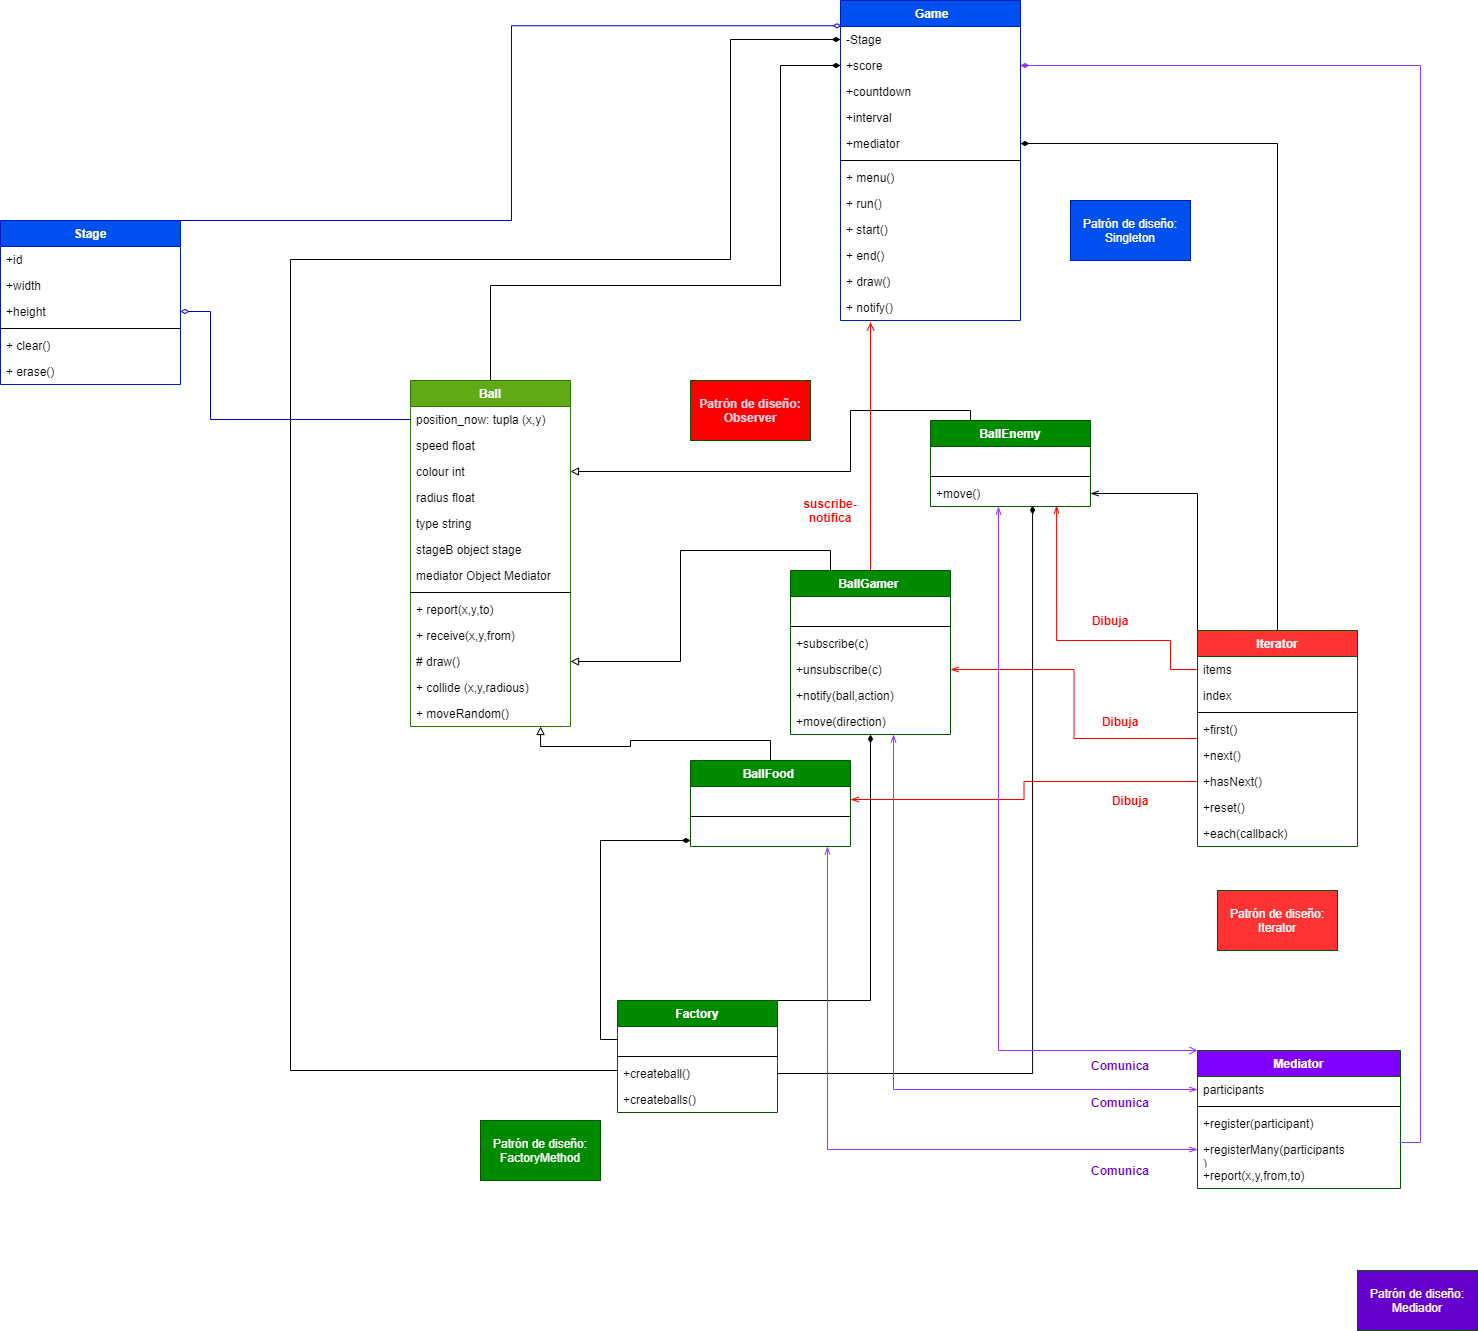 Game
-Stage
+score
+countdown
+interval
+mediator
+ menu()
+ run()
+ start()
+ end()
+ draw()
+ notify()
Patrón de diseño:
Singleton
Stage
+id
+width
+height
+ clear()
+ erase()
Ball
position_now: tupla (x,y)
speed float
colour int
radius float
type string
stageB object stage
mediator Object Mediator
+ report(x,y,to)
+ receive(x,y,from)
# draw()
+ collide (x,y,radious)
+ moveRandom()
Patrón de diseño:
Observer
BallEnemy
+move()
suscribe-
notifica
BallGamer
+subscribe(c)
+unsubscribe(c)
+notify(ball,action)
+move(direction)
Dibuja
Dibuja
Dibuja
Iterator
items
index
+first()
+next()
+hasNext()
+reset()
+each(callback)
BallFood
Patrón de diseño:
Iterator
Factory
+createball()
+createballs()
Patrón de diseño:
FactoryMethod
Comunica
Comunica
Comunica
Mediator
participants
+register(participant)
+registerMany(participants
)
+report(x,y,from,to)
Patrón de diseño:
Mediador